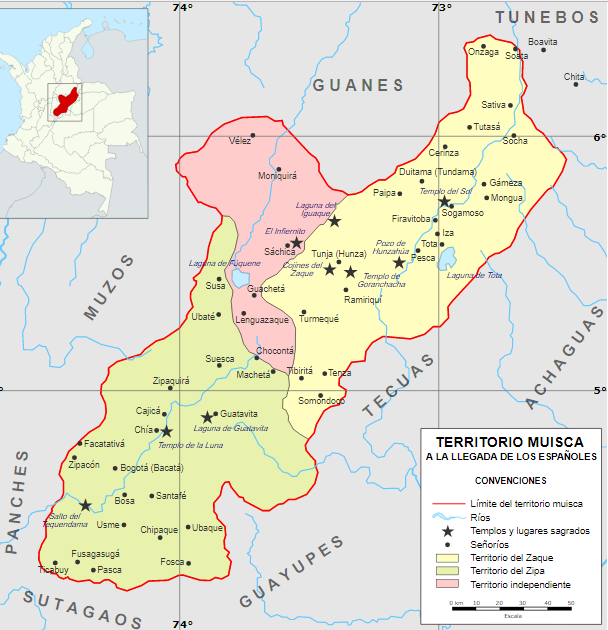 74°
73°
TUNEBOS
Onzaga
Soatá
Boavita
Chita
GUANES
Sativa
Tutasá
Socha
6°
Vélez
Cerinza
Moniquirá
Duitama (Tundama)
Gámeza
Paipa
Templo del Sol
Mongua
Laguna del
Iguaque
Sogamoso
Firavitoba
El Infiernito
Iza
Pozo de
Hunzahúa
Tota
Sáchica
Tunja (Hunza)
Pesca
Laguna de Fúquene
Cojines del
Zaque
Templo de
Goranchacha
Laguna de Tota
MUZOS
Susa
Guachetá
Ramiriquí
Ubaté
Lenguazaque
Turmequé
ACHAGUAS
Chocontá
Suesca
Machetá
Tibiritá
Tenza
TECUAS
Zipaquirá
5°
Somondoco
Cajicá
Guatavita
Chía
Laguna de Guatavita
Templo de la Luna
Facatativá
Zipacón
Bogotá (Bacatá)
PANCHES
Bosa
Santafé
Salto del
Tequendama
Usme
Chipaque
Ubaque
Fusagasugá
Ticabuy
Pasca
Fosca
GUAYUPES
SUTAGAOS
74°
73°
TERRITORIO MUISCA
A LA LLEGADA DE LOS ESPAÑOLES
CONVENCIONES
Límite del territorio muisca
Ríos
Templos y lugares sagrados
Señoríos
Territorio del Zaque
Territorio del Zipa
Territorio independiente
0 km 10 20 30 40 50
Escala